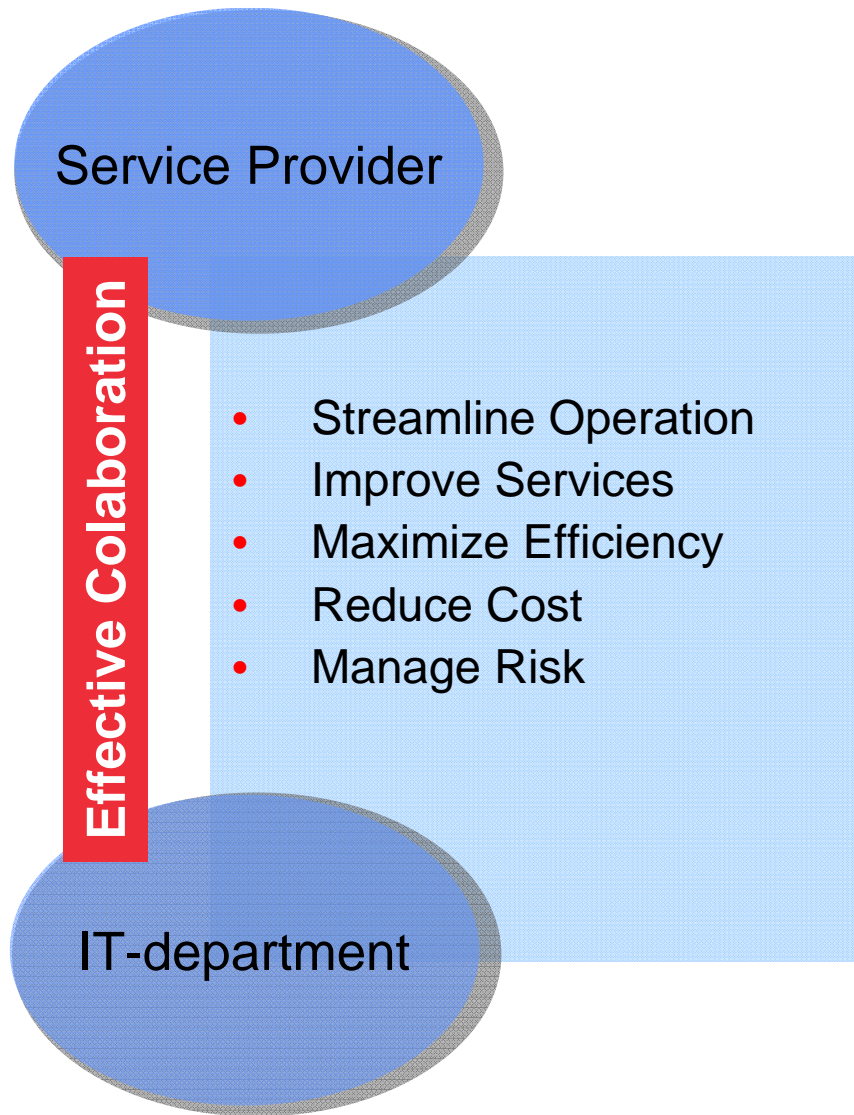 Service Provider
Effective Colaboration
• Streamline Operation
• Improve Services
• Maximize Efficiency
• Reduce Cost
• Manage Risk
IT-department